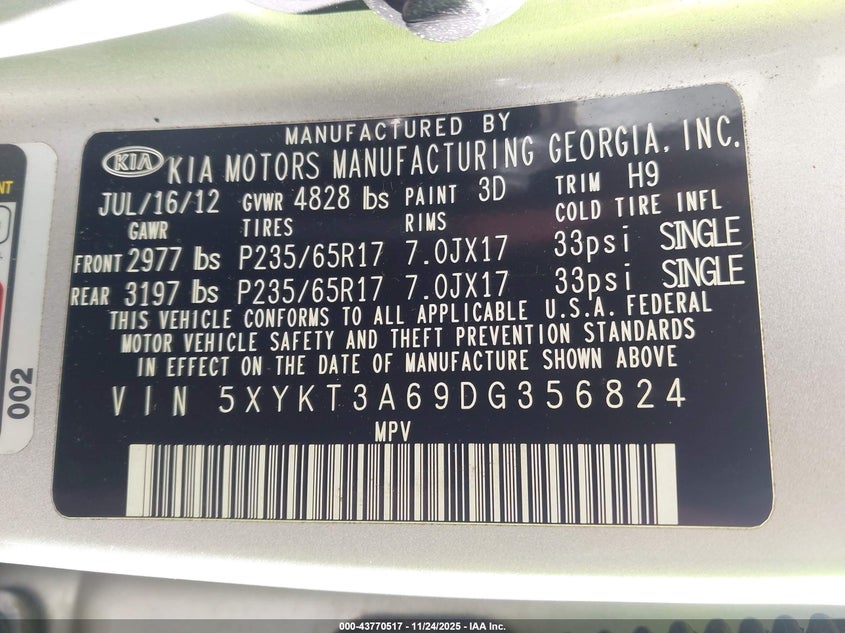 MANUFACTURED BY
KIA KIA MOTORS MANUFACTURING GEORGIA, INC.
JUL/16/12 GVWR 4828 lbs PAINT 3D TRIM H9
GAWR TIRES RIMS COLD TIRE INFL
FRONT 2977 lbs P235/65R17 7.0JX17 33psi SINGLE
REAR 3197 lbs P235/65R17 7.0JX17 33psi SINGLE
THIS VEHICLE CONFORMS TO ALL APPLICABLE U.S.A. FEDERAL
MOTOR VEHICLE SAFETY AND THEFT PREVENTION STANDARDS
IN EFFECT ON THE DATE OF MANUFACTURE SHOWN ABOVE
VIN 5XYKT3A69DG356824
MPV
002
000-43770517 - 11/24/2025 - IAA Inc.